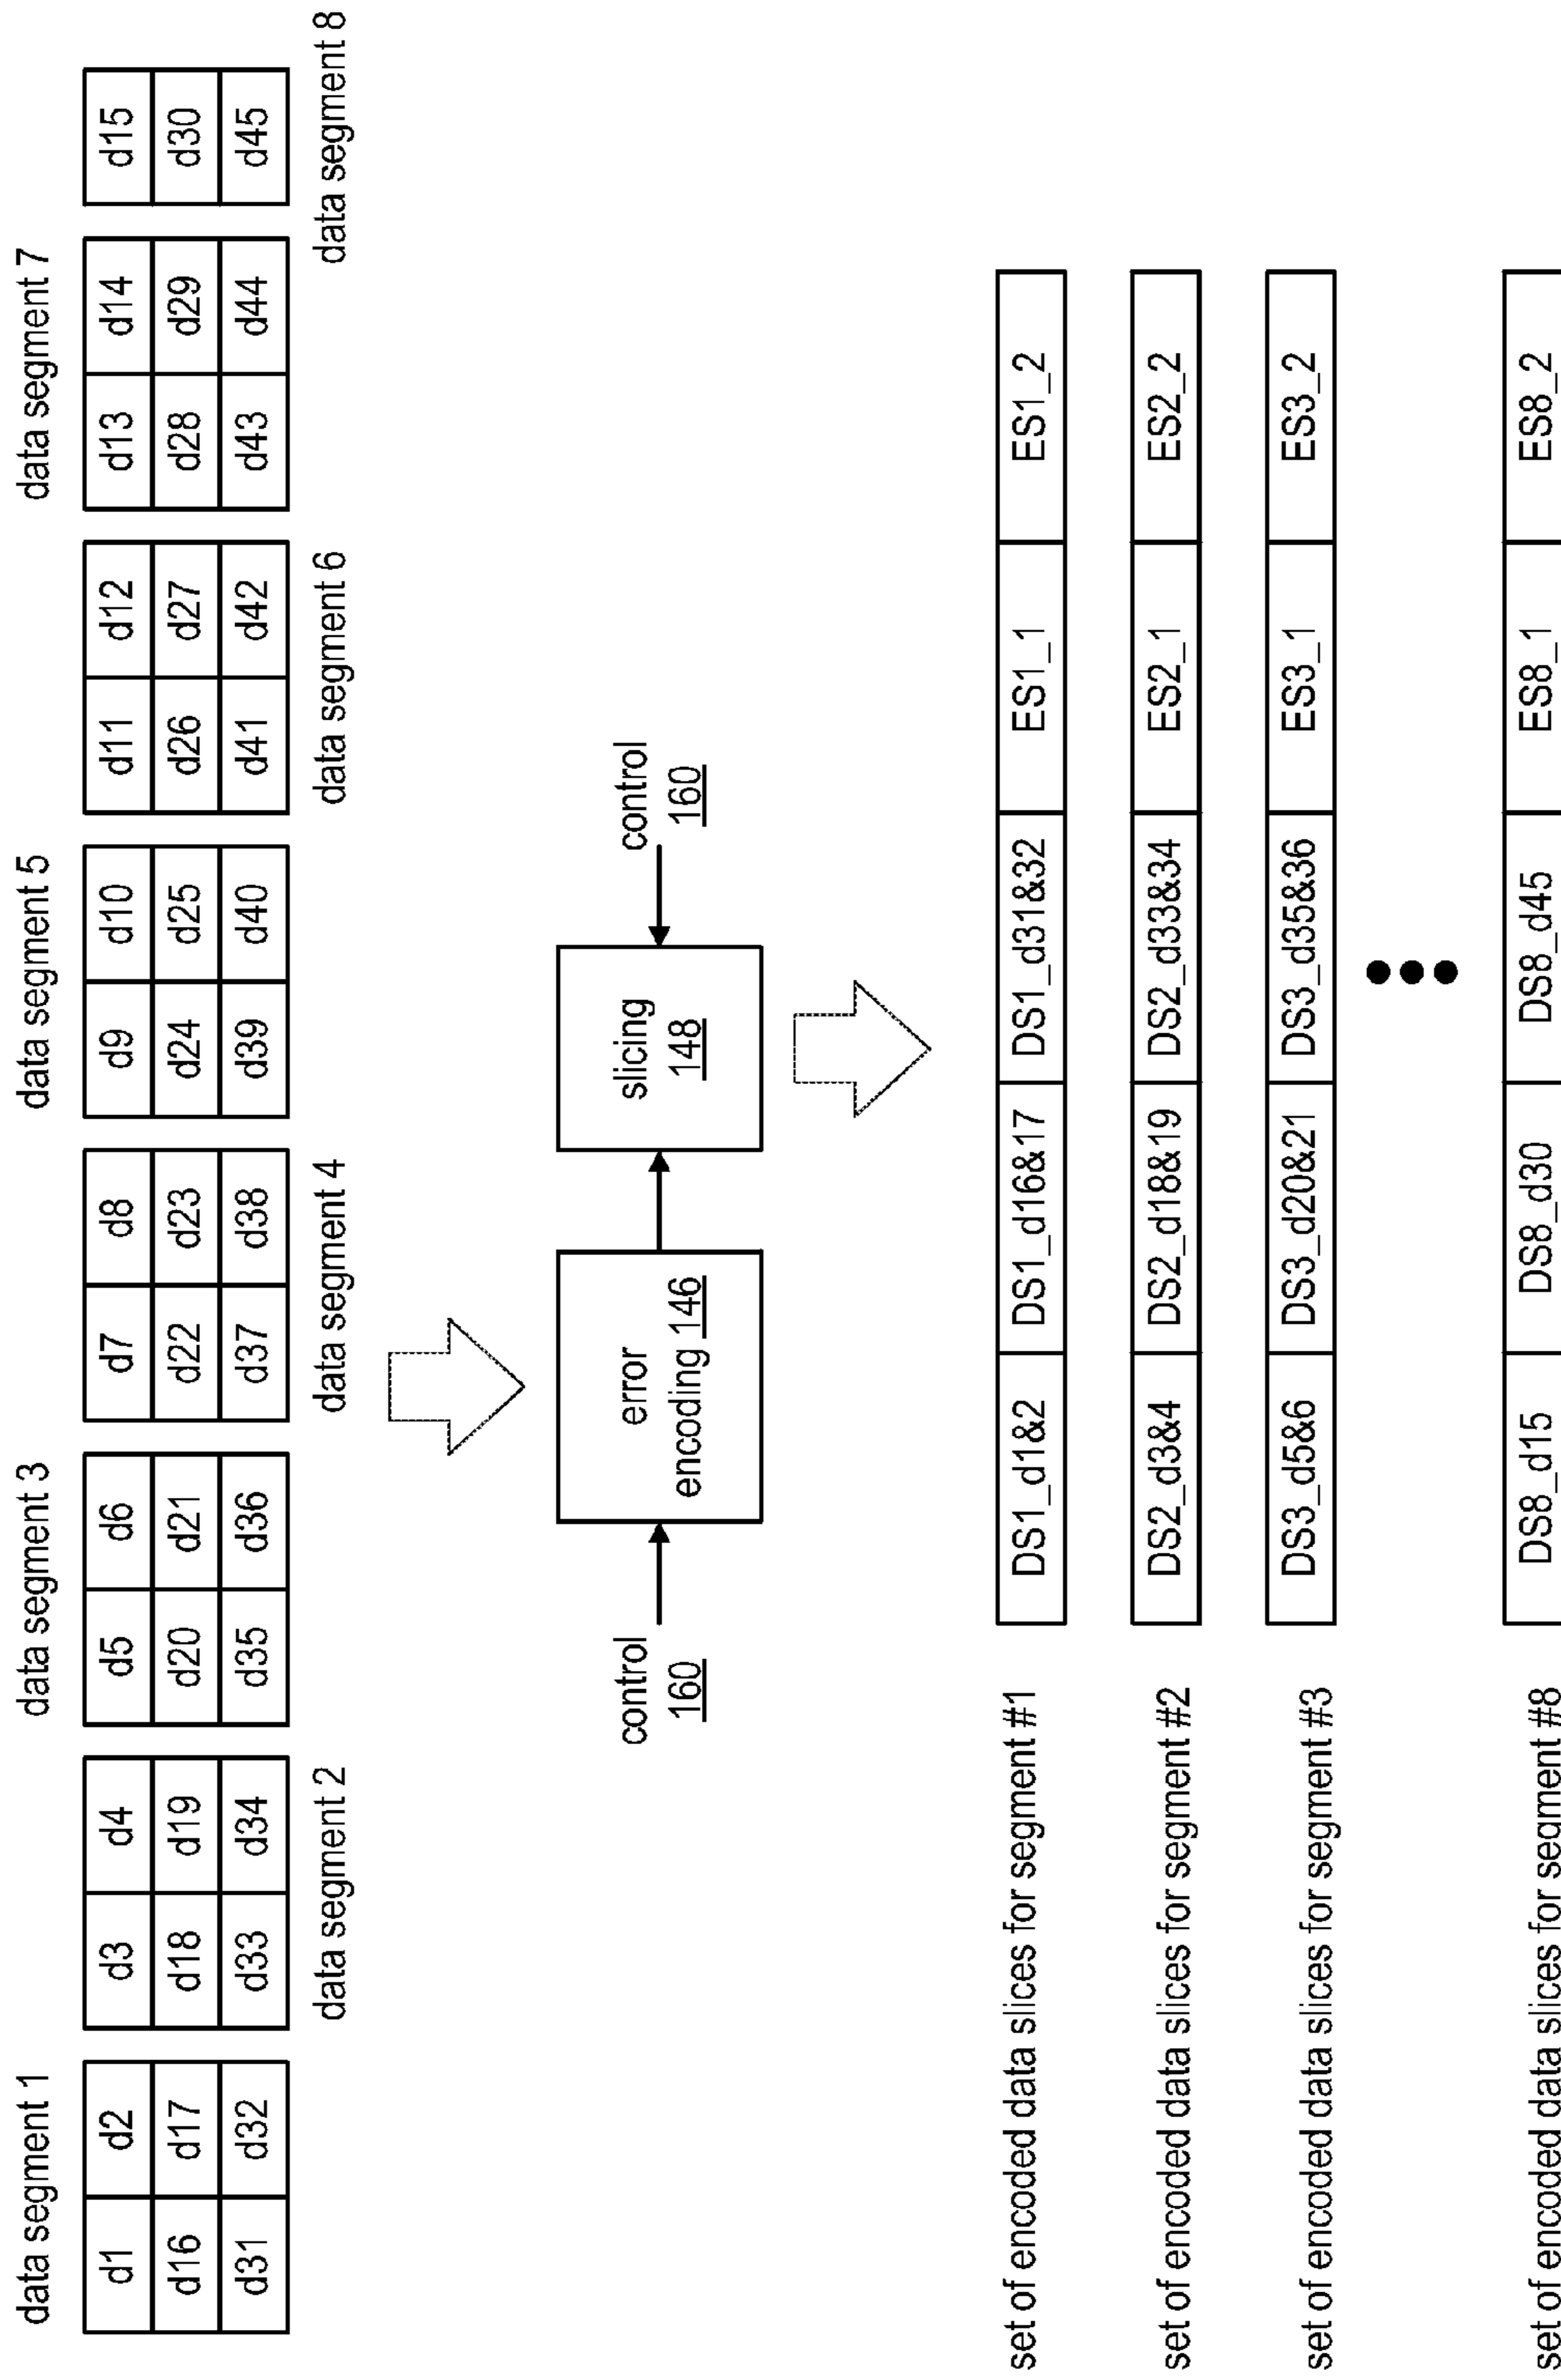 data segment 1
data segment 3
data segment 5
data segment 7
d1 d2 d3 d4 d5 d6 d7 d8 d9 d10 d11 d12 d13 d14 d15
d16 d17 d18 d19 d20 d21 d22 d23 d24 d25 d26 d27 d28 d29 d30
d31 d32 d33 d34 d35 d36 d37 d38 d39 d40 d41 d42 d43 d44 d45
data segment 2
data segment 4
data segment 6
data segment 8
control
160
error
encoding 146
slicing
148
control
160
set of encoded data slices for segment #1
DS1_d1&2 DS1_d16&17 DS1_d31&32 ES1_1 ES1_2
set of encoded data slices for segment #2
DS2_d3&4 DS2_d18&19 DS2_d33&34 ES2_1 ES2_2
set of encoded data slices for segment #3
DS3_d5&6 DS3_d20&21 DS3_d35&36 ES3_1 ES3_2
set of encoded data slices for segment #8
DS8_d15 DS8_d30 DS8_d45 ES8_1 ES8_2